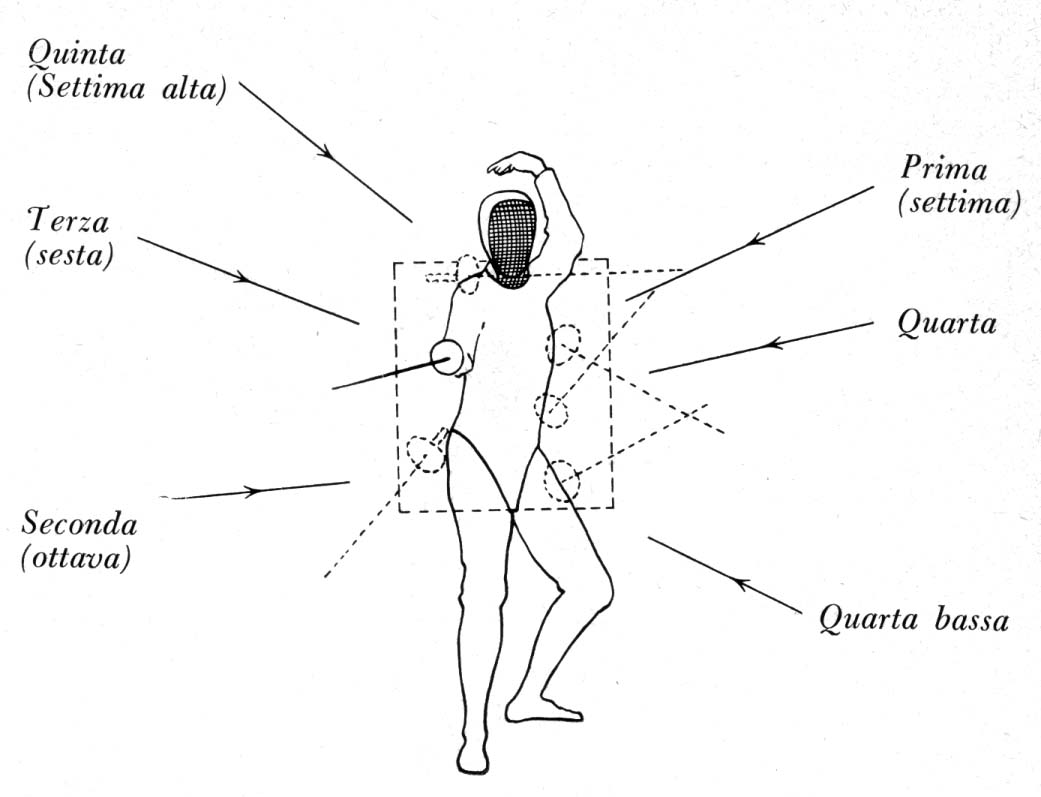 Quinta
(Settima alta)
Terza
(sesta)
Seconda
(ottava)
Prima
(settima)
Quarta
Quarta bassa